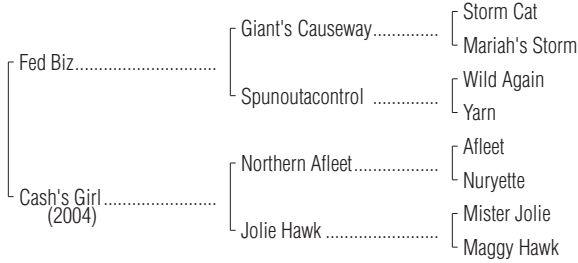 Storm Cat
Giant's Causeway..............
Mariah's Storm
Fed Biz..............................
Wild Again
Spunoutacontrol ..............
Yarn
Afleet
Northern Afleet..................
Nuryette
Cash's Girl........................
(2004)
Mister Jolie
Jolie Hawk ........................
Maggy Hawk